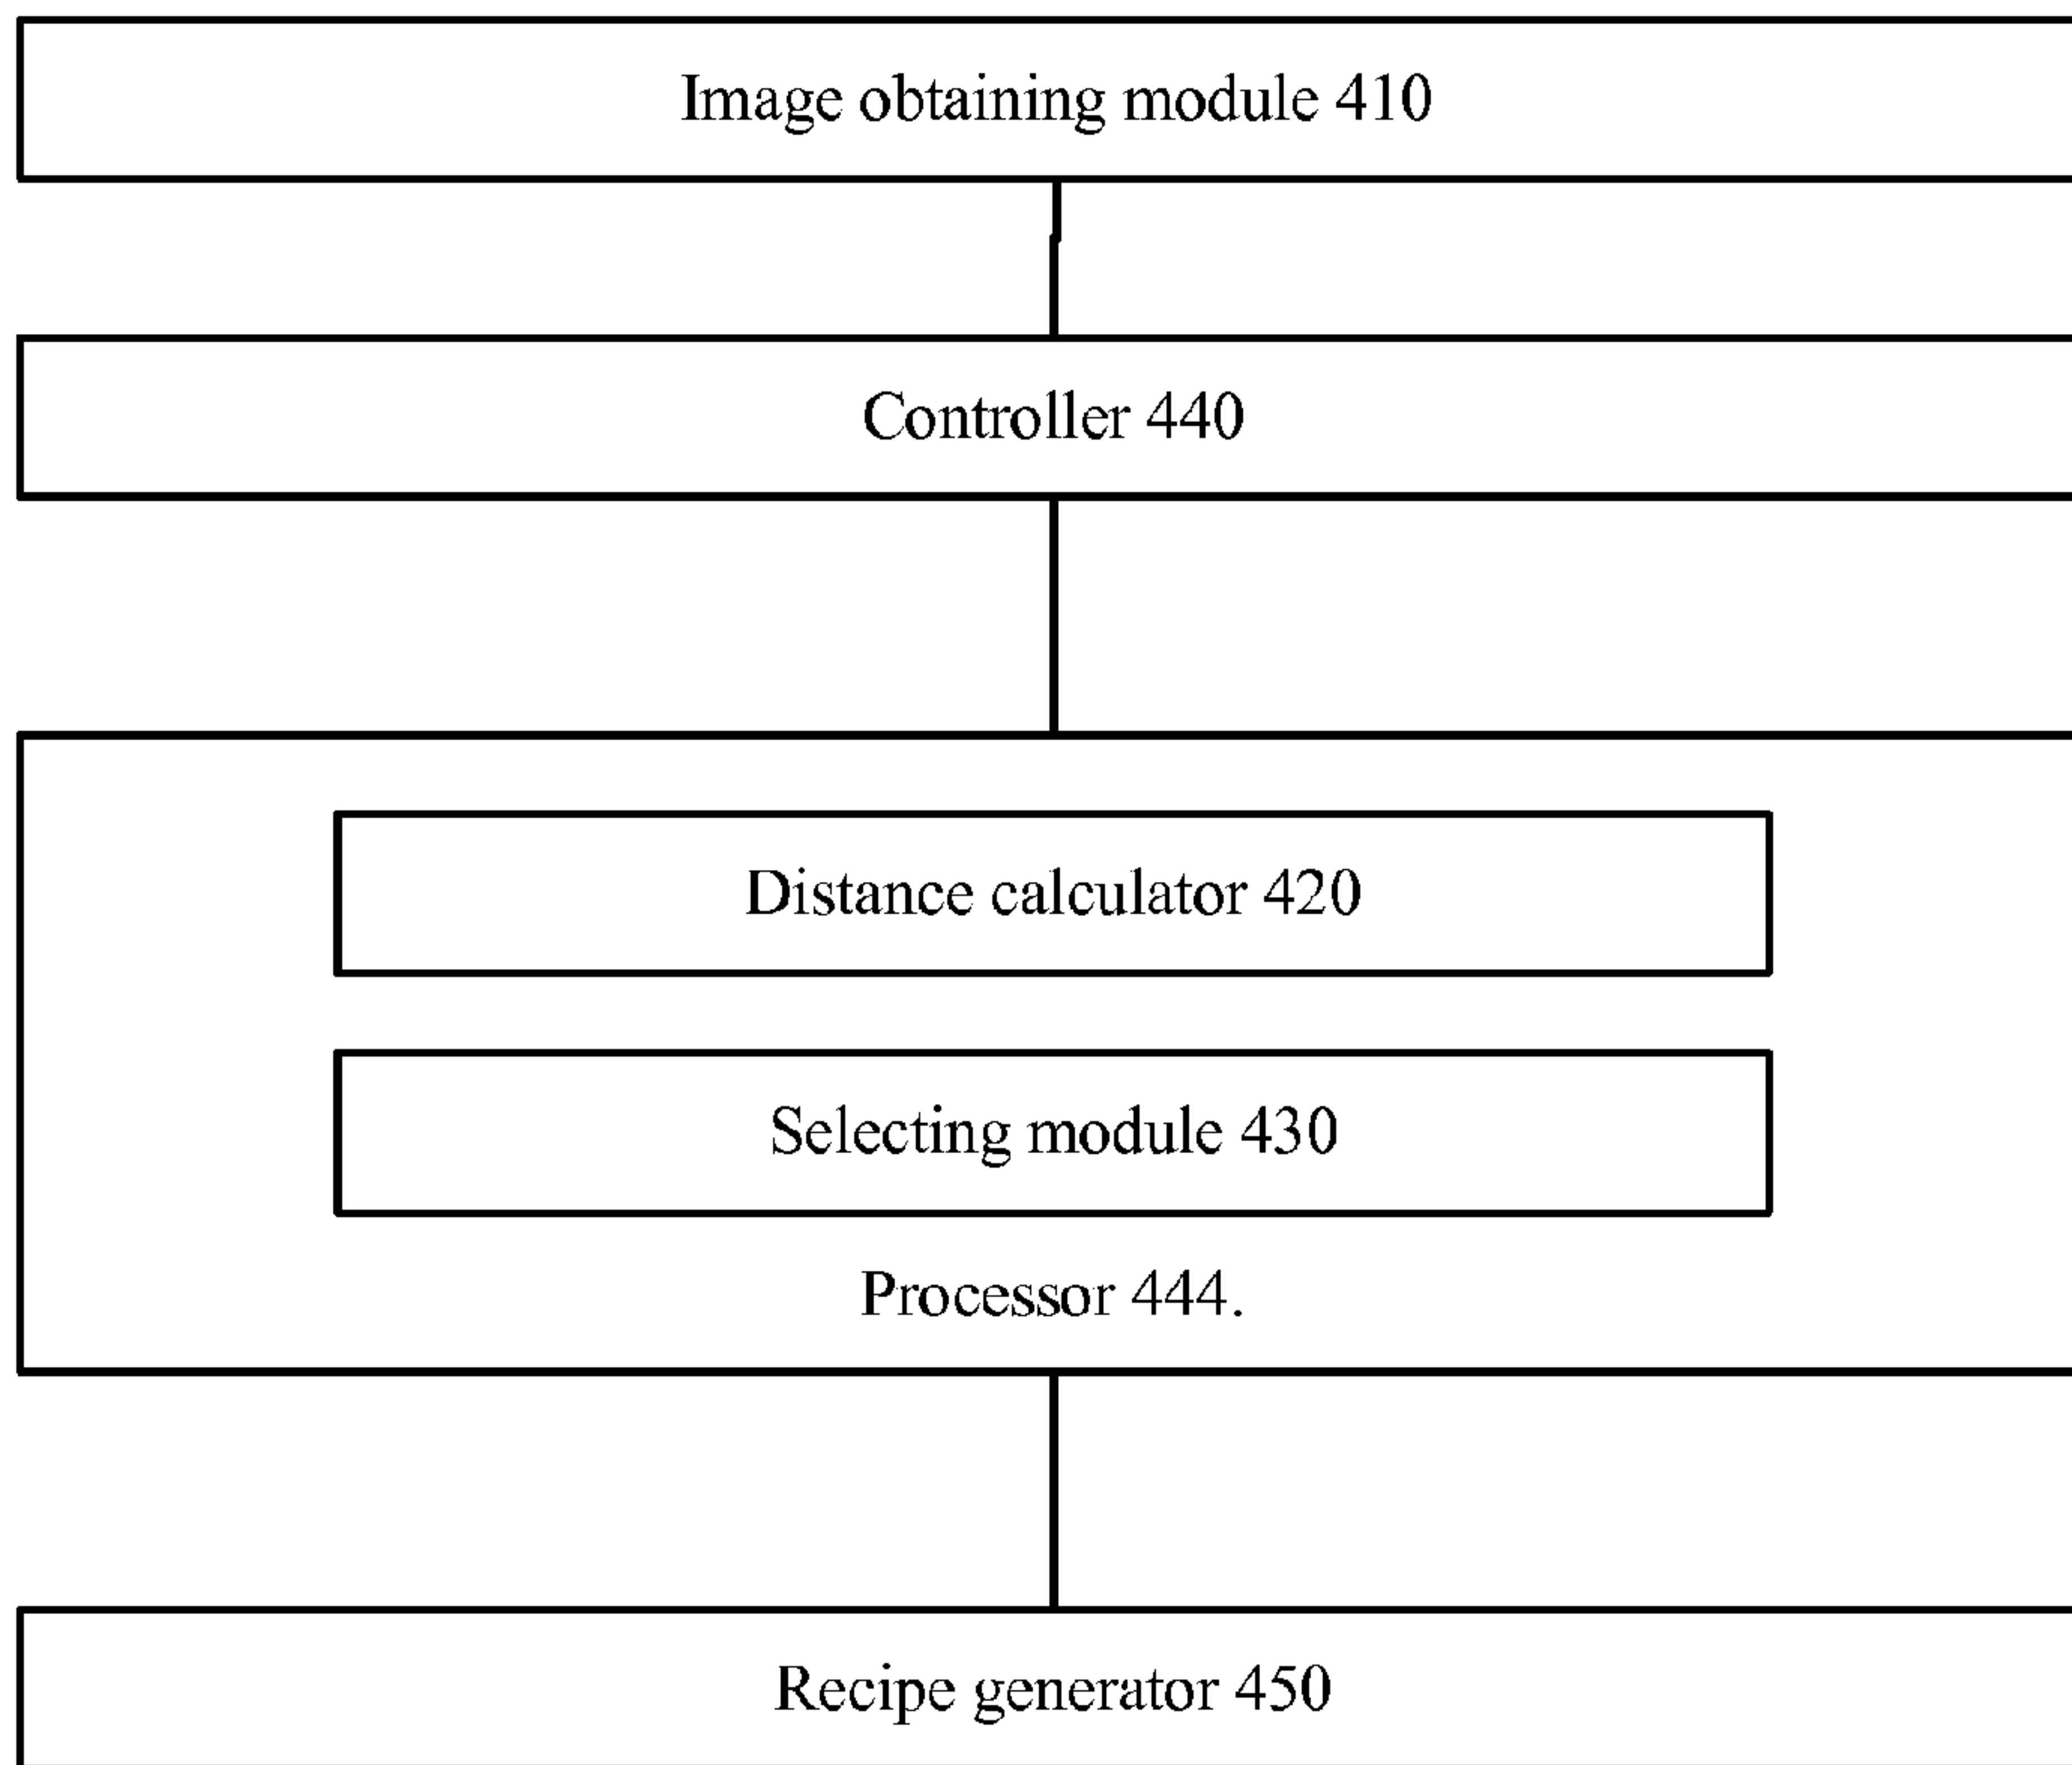 Image obtaining module 410
Controller 440
Distance calculator 420
Selecting module 430
Processor 444.
Recipe generator 450